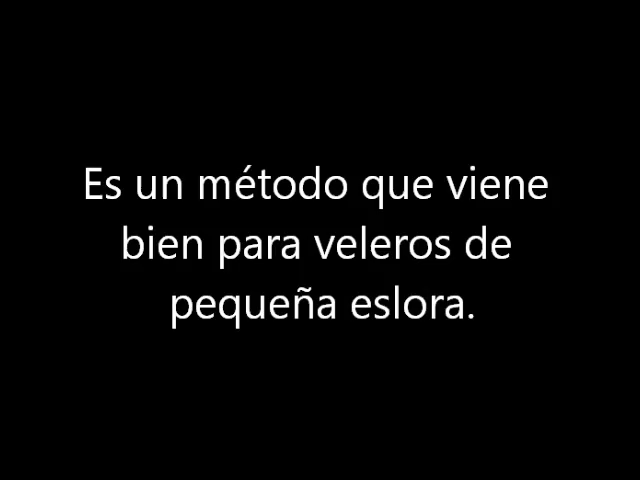 Es un método que viene
bien para veleros de
pequeña eslora.